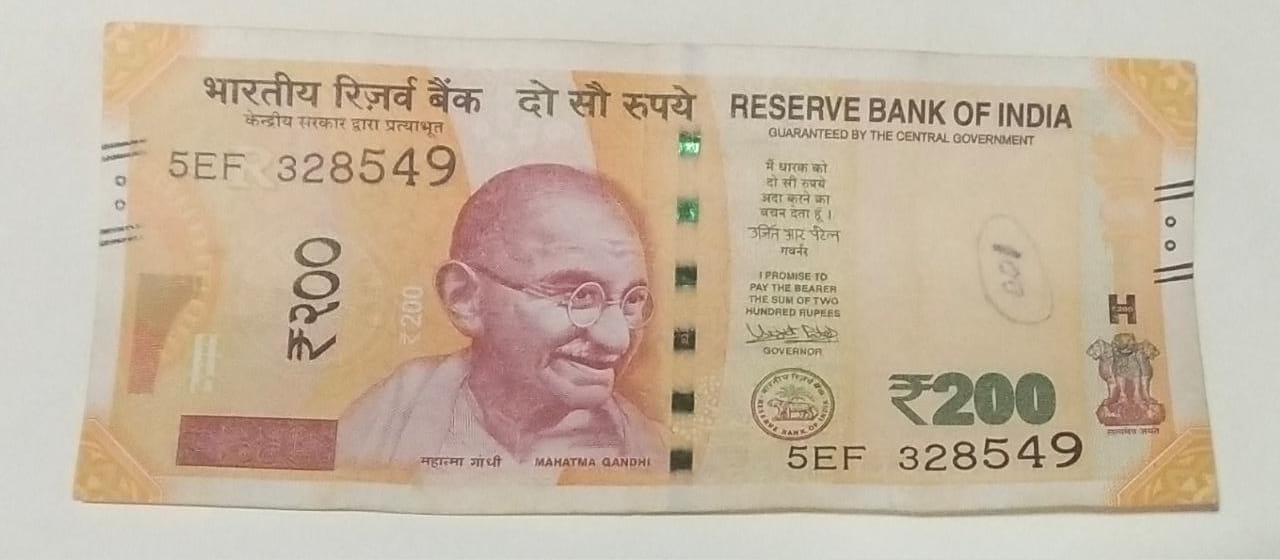 भारतीय रिज़र्व बैंक दो सौ रुपये RESERVE BANK OF INDIA
केन्द्रीय सरकार द्वारा प्रत्याभूत
GUARANTEED BY THE CENTRAL GOVERNMENT
5EF 328549
₹२००
₹200
महात्मा गांधी MAHATMA GANDHI
मैं धारक को
दो सौ रुपये
अदा करने का
वचन देता हूँ ।
उर्जित आर पटेल
गवर्नर
I PROMISE TO
PAY THE BEARER
THE SUM OF TWO
HUNDRED RUPEES
GOVERNOR
भारतीय रिज़र्व बैंक
RESERVE BANK OF INDIA
H
₹200
सत्यमेव जयते
₹200
5EF 328549